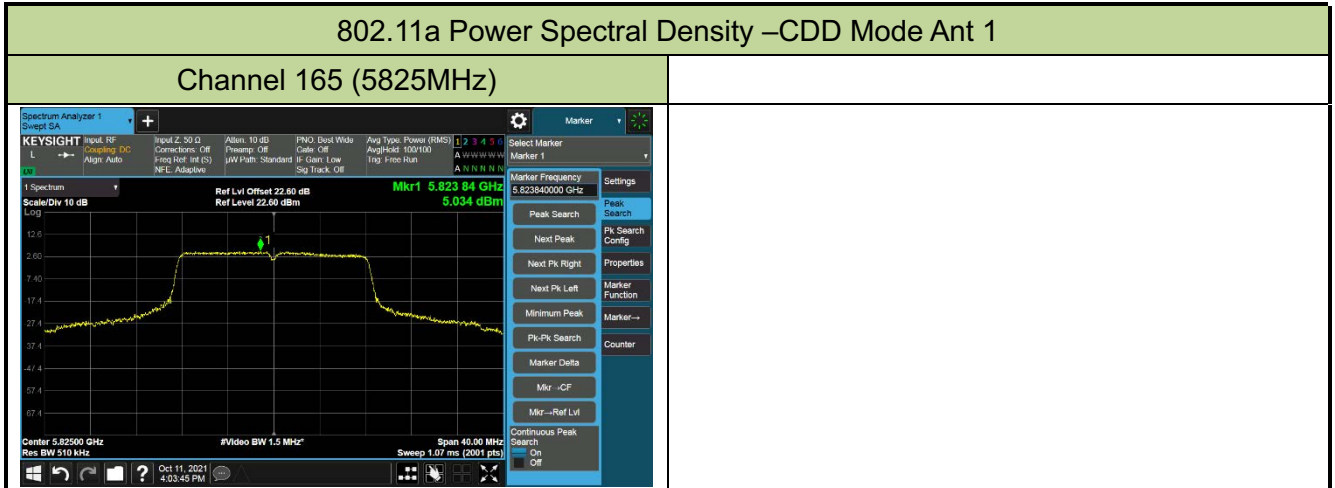 802.11a Power Spectral Density –CDD Mode Ant 1
Channel 165 (5825MHz)
Spectrum Analyzer 1
Swept SA
+
Marker
KEYSIGHT
L
Input: RF
Coupling: DC
Align: Auto
Input Z: 50 Ω
Corrections: Off
Freq Ref: Int (S)
NFE: Adaptive
Atten: 10 dB
Preamp: Off
µW Path: Standard
PNO: Best Wide
Gate: Off
IF Gain: Low
Sig Track: Off
Avg Type: Power (RMS)
Avg|Hold: 100/100
Trig: Free Run
1 2 3 4 5 6
A W W W W W
A N N N N N
Select Marker
Marker 1
1 Spectrum
Scale/Div 10 dB
Log
Ref Lvl Offset 22.60 dB
Ref Level 22.60 dBm
Mkr1 5.823 84 GHz
5.034 dBm
1
12.6
2.60
-7.40
-17.4
-27.4
-37.4
-47.4
-57.4
-67.4
Center 5.82500 GHz
Res BW 510 kHz
#Video BW 1.5 MHz*
Span 40.00 MHz
Sweep 1.07 ms (2001 pts)
Marker Frequency
5.823840000 GHz
Peak Search
Next Peak
Next Pk Right
Next Pk Left
Minimum Peak
Pk-Pk Search
Marker Delta
Mkr→CF
Mkr→Ref Lvl
Continuous Peak
Search
On
Off
Settings
Peak
Search
Pk Search
Config
Properties
Marker
Function
Marker→
Counter
?
Oct 11, 2021
4:03:45 PM